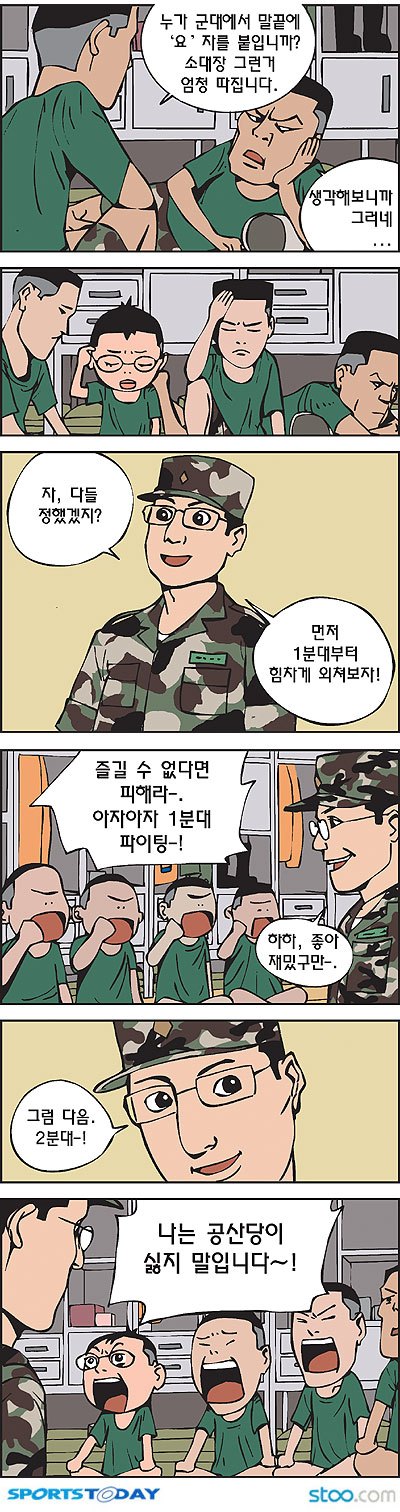 누가 군대에서 말끝에
'요' 자를 붙입니까?
소대장 그런거
엄청 따집니다.
생각해보니까
그러네
...
자, 다들
정했겠지?
먼저
1분대부터
힘차게 외쳐보자!
즐길 수 없다면
피해라-.
아자아자 1분대
파이팅-!
하하, 좋아
재밌구만-.
그럼 다음.
2분대-!
나는 공산당이
싫지 말입니다~!
SPORTSTODAY
stoo.com